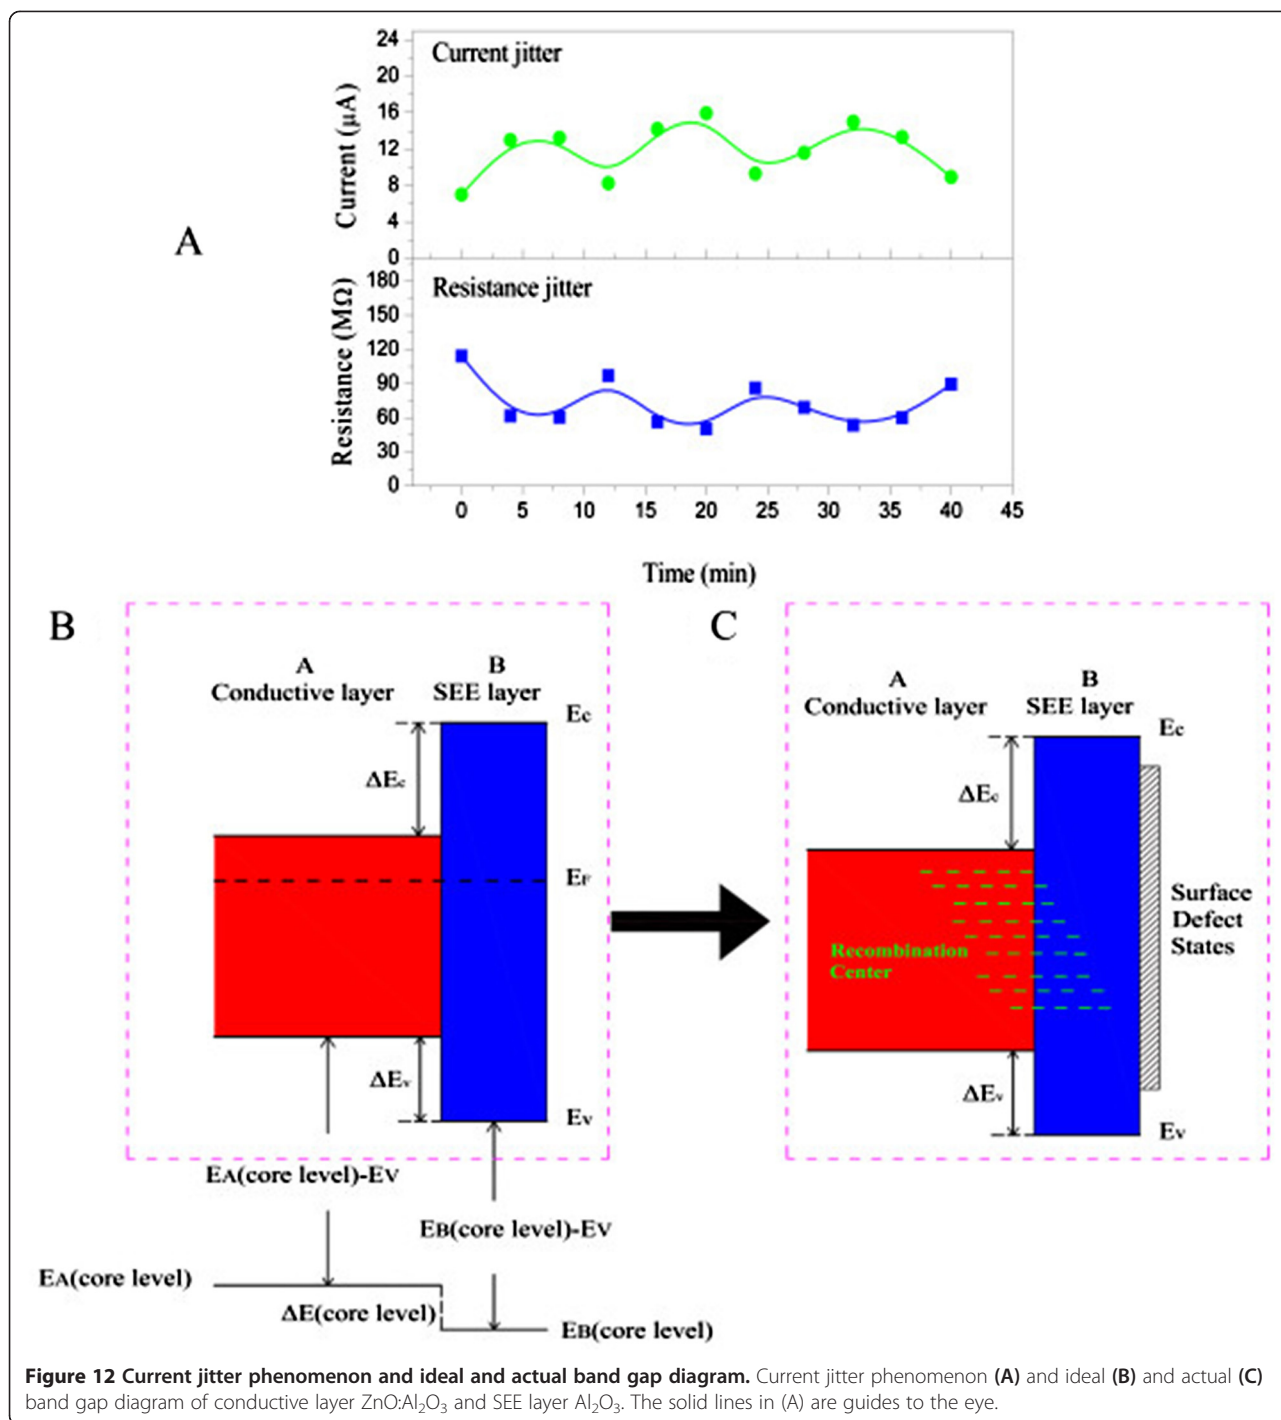 A
Current jitter
Current (μA)
24
20
16
12
8
4
0
Resistance jitter
Resistance (MΩ)
180
150
120
90
60
30
0
0 5 10 15 20 25 30 35 40 45
Time (min)
B
A
Conductive layer
B
SEE layer
Ec
ΔEc
EF
ΔEv
Ev
EA(core level)-EV
EB(core level)-EV
EA(core level)
ΔE(core level)
EB(core level)
C
A
Conductive layer
B
SEE layer
Ec
ΔEc
Recombination
Center
Surface
Defect
States
ΔEv
Ev
Figure 12 Current jitter phenomenon and ideal and actual band gap diagram. Current jitter phenomenon (A) and ideal (B) and actual (C)
band gap diagram of conductive layer ZnO:Al₂O₃ and SEE layer Al₂O₃. The solid lines in (A) are guides to the eye.